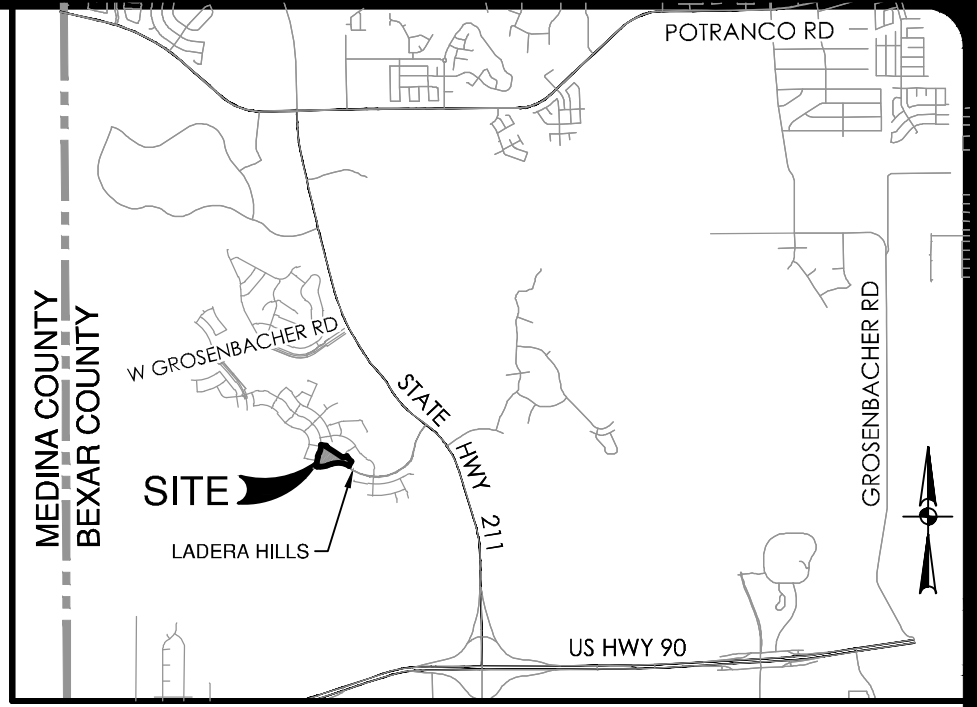 POTRANCO RD
MEDINA COUNTY
BEXAR COUNTY
W GROSENBACHER RD
GROSENBACHER RD
STATE HWY 211
SITE
LADERA HILLS
US HWY 90